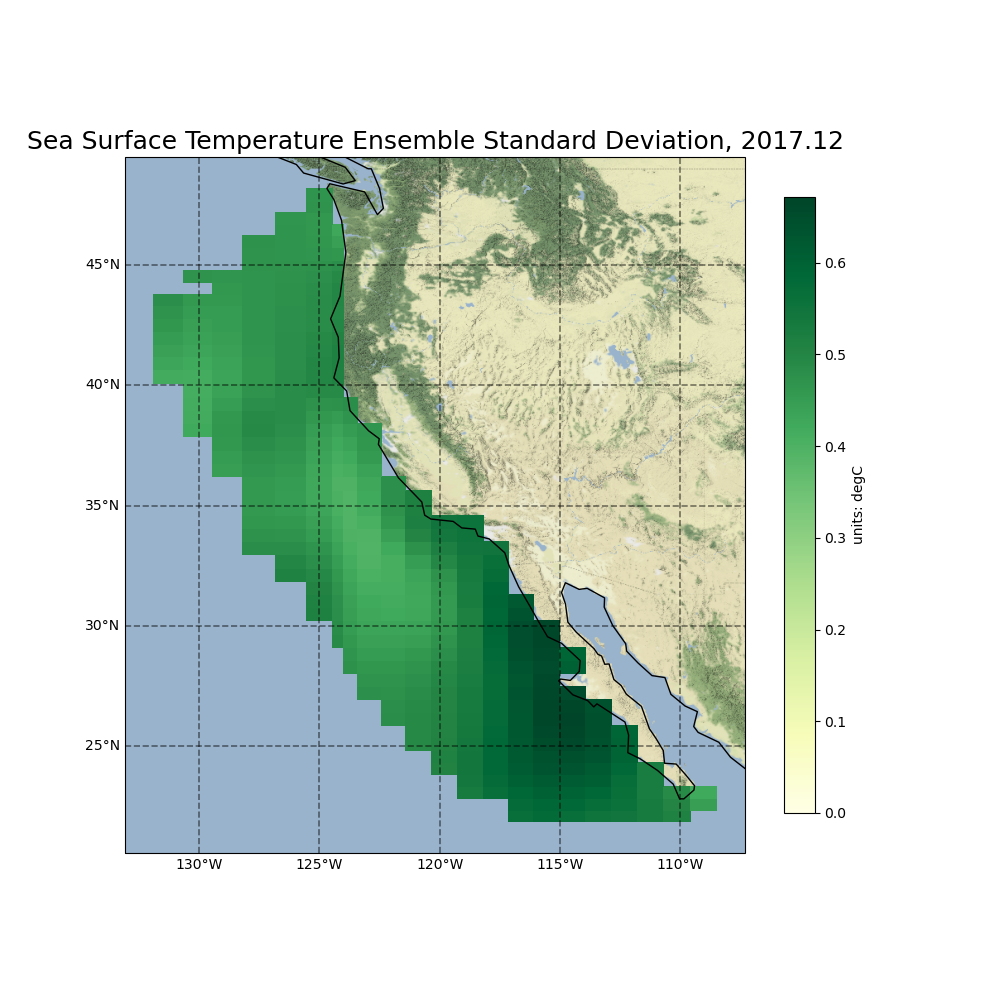 Sea Surface Temperature Ensemble Standard Deviation, 2017.12
45°N
40°N
35°N
30°N
25°N
130°W
125°W
120°W
115°W
110°W
0.6
0.5
0.4
0.3
0.2
0.1
0.0
units: degC